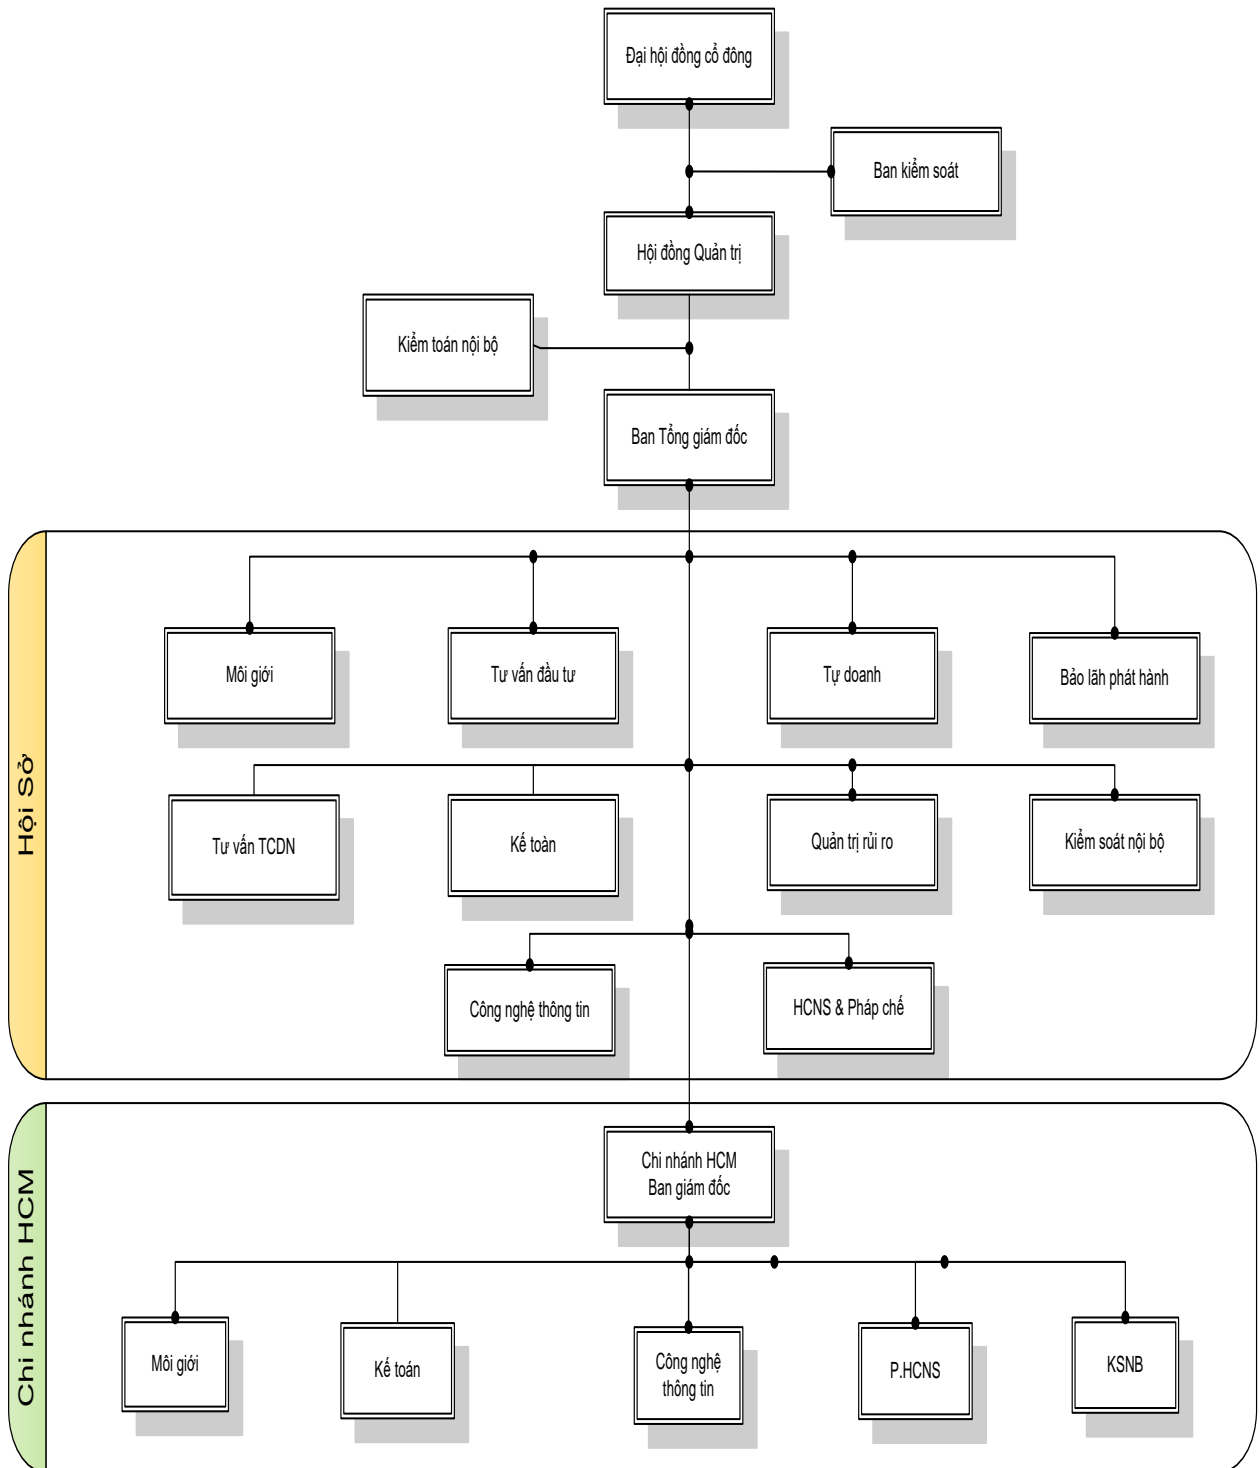 Đại hội đồng cổ đông
Ban kiểm soát
Hội đồng Quản trị
Kiểm toán nội bộ
Ban Tổng giám đốc
Hội Sở
Môi giới
Tư vấn đầu tư
Tự doanh
Bảo lãh phát hành
Tư vấn TCDN
Kế toàn
Quản trị rủi ro
Kiểm soát nội bộ
Công nghệ thông tin
HCNS & Pháp chế
Chi nhánh HCM
Chi nhánh HCM
Ban giám đốc
Môi giới
Kế toán
Công nghệ
thông tin
P.HCNS
KSNB